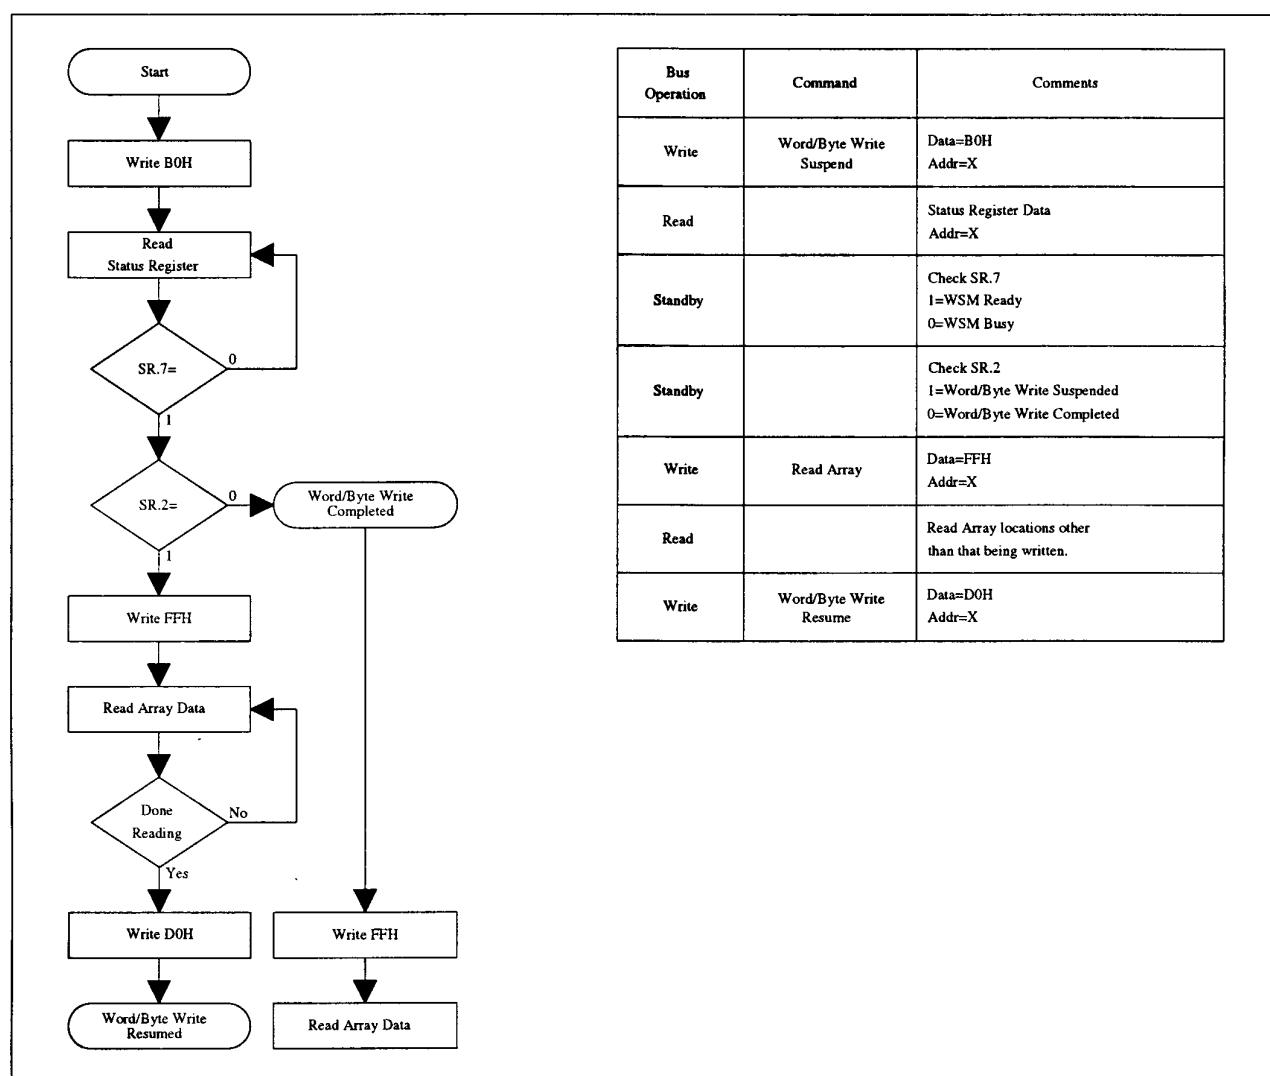 Start
Write B0H
Read
Status Register
SR.7=
0
1
SR.2=
0
Word/Byte Write
Completed
1
Write FFH
Read Array Data
Done
Reading
No
Yes
Write D0H
Write FFH
Word/Byte Write
Resumed
Read Array Data
Bus
Operation
Command
Comments
Write
Word/Byte Write
Suspend
Data=B0H
Addr=X
Read
Status Register Data
Addr=X
Standby
Check SR.7
1=WSM Ready
0=WSM Busy
Standby
Check SR.2
1=Word/Byte Write Suspended
0=Word/Byte Write Completed
Write
Read Array
Data=FFH
Addr=X
Read
Read Array locations other
than that being written.
Write
Word/Byte Write
Resume
Data=D0H
Addr=X